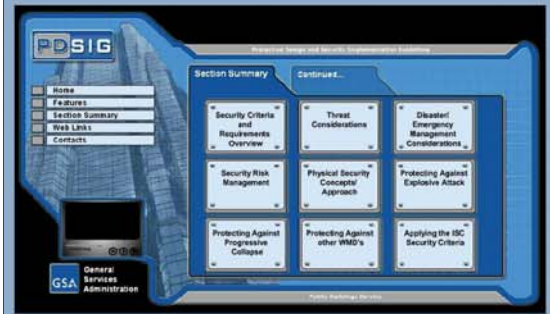 PDSIG
Protective Design and Security Implementation Guidelines
Section Summary
Continued...
Home
Features
Section Summary
Web Links
Contacts
Security Criteria
and
Requirements
Overview
Threat
Considerations
Disaster/
Emergency
Management
Considerations
Security Risk
Management
Physical Security
Concepts/
Approach
Protecting Against
Explosive Attack
Protecting Against
Progressive
Collapse
Protecting Against
other WMD's
Applying the ISC
Security Criteria
GSA
General
Services
Administration
Public Buildings Service